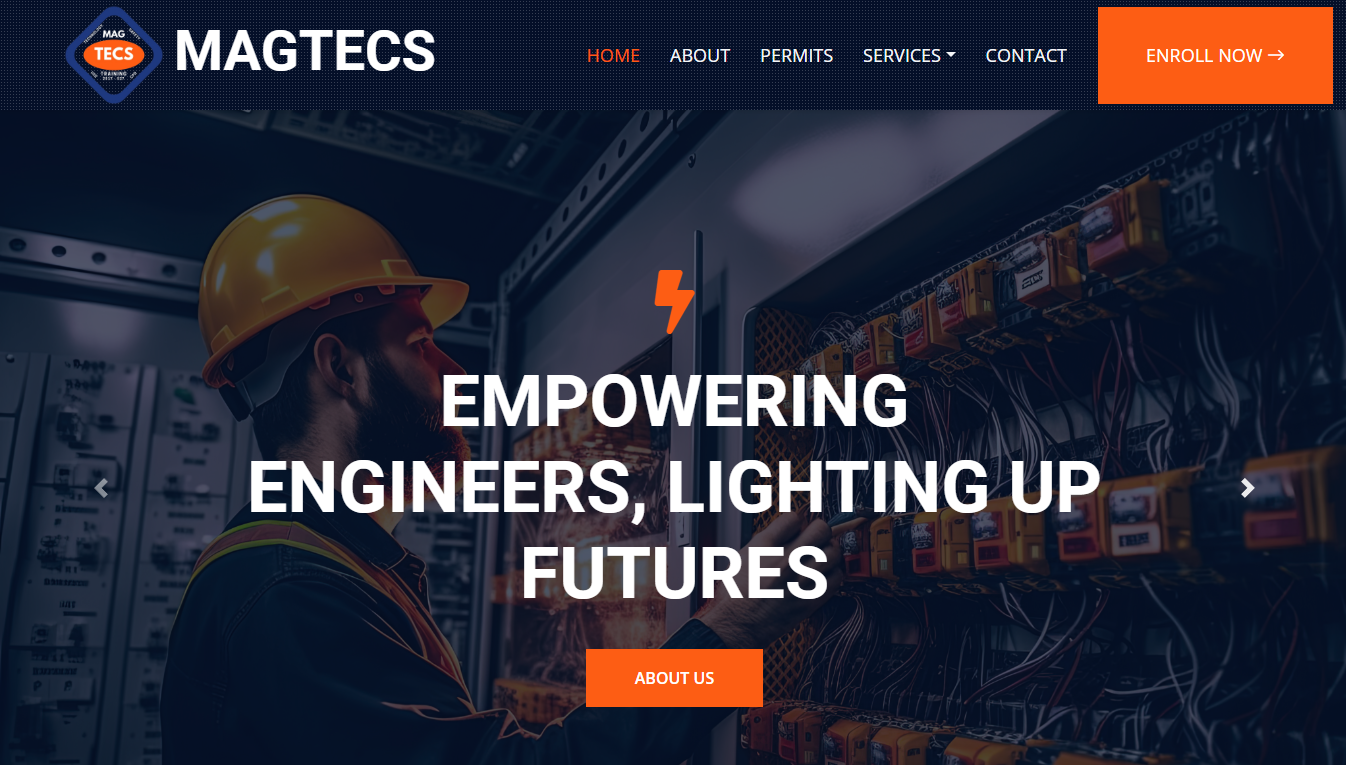 MAG
TECS
TRAINING
MAGTECS
HOME
ABOUT
PERMITS
SERVICES
CONTACT
ENROLL NOW →
EMPOWERING
ENGINEERS, LIGHTING UP
FUTURES
ABOUT US